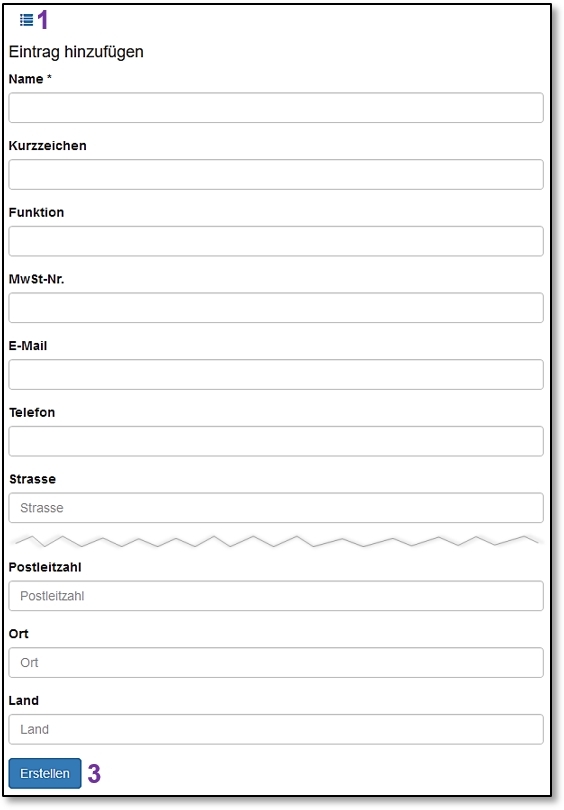 1
Eintrag hinzufügen
Name *
Kurzzeichen
Funktion
MwSt-Nr.
E-Mail
Telefon
Strasse
Strasse
Postleitzahl
Postleitzahl
Ort
Ort
Land
Land
Erstellen 3